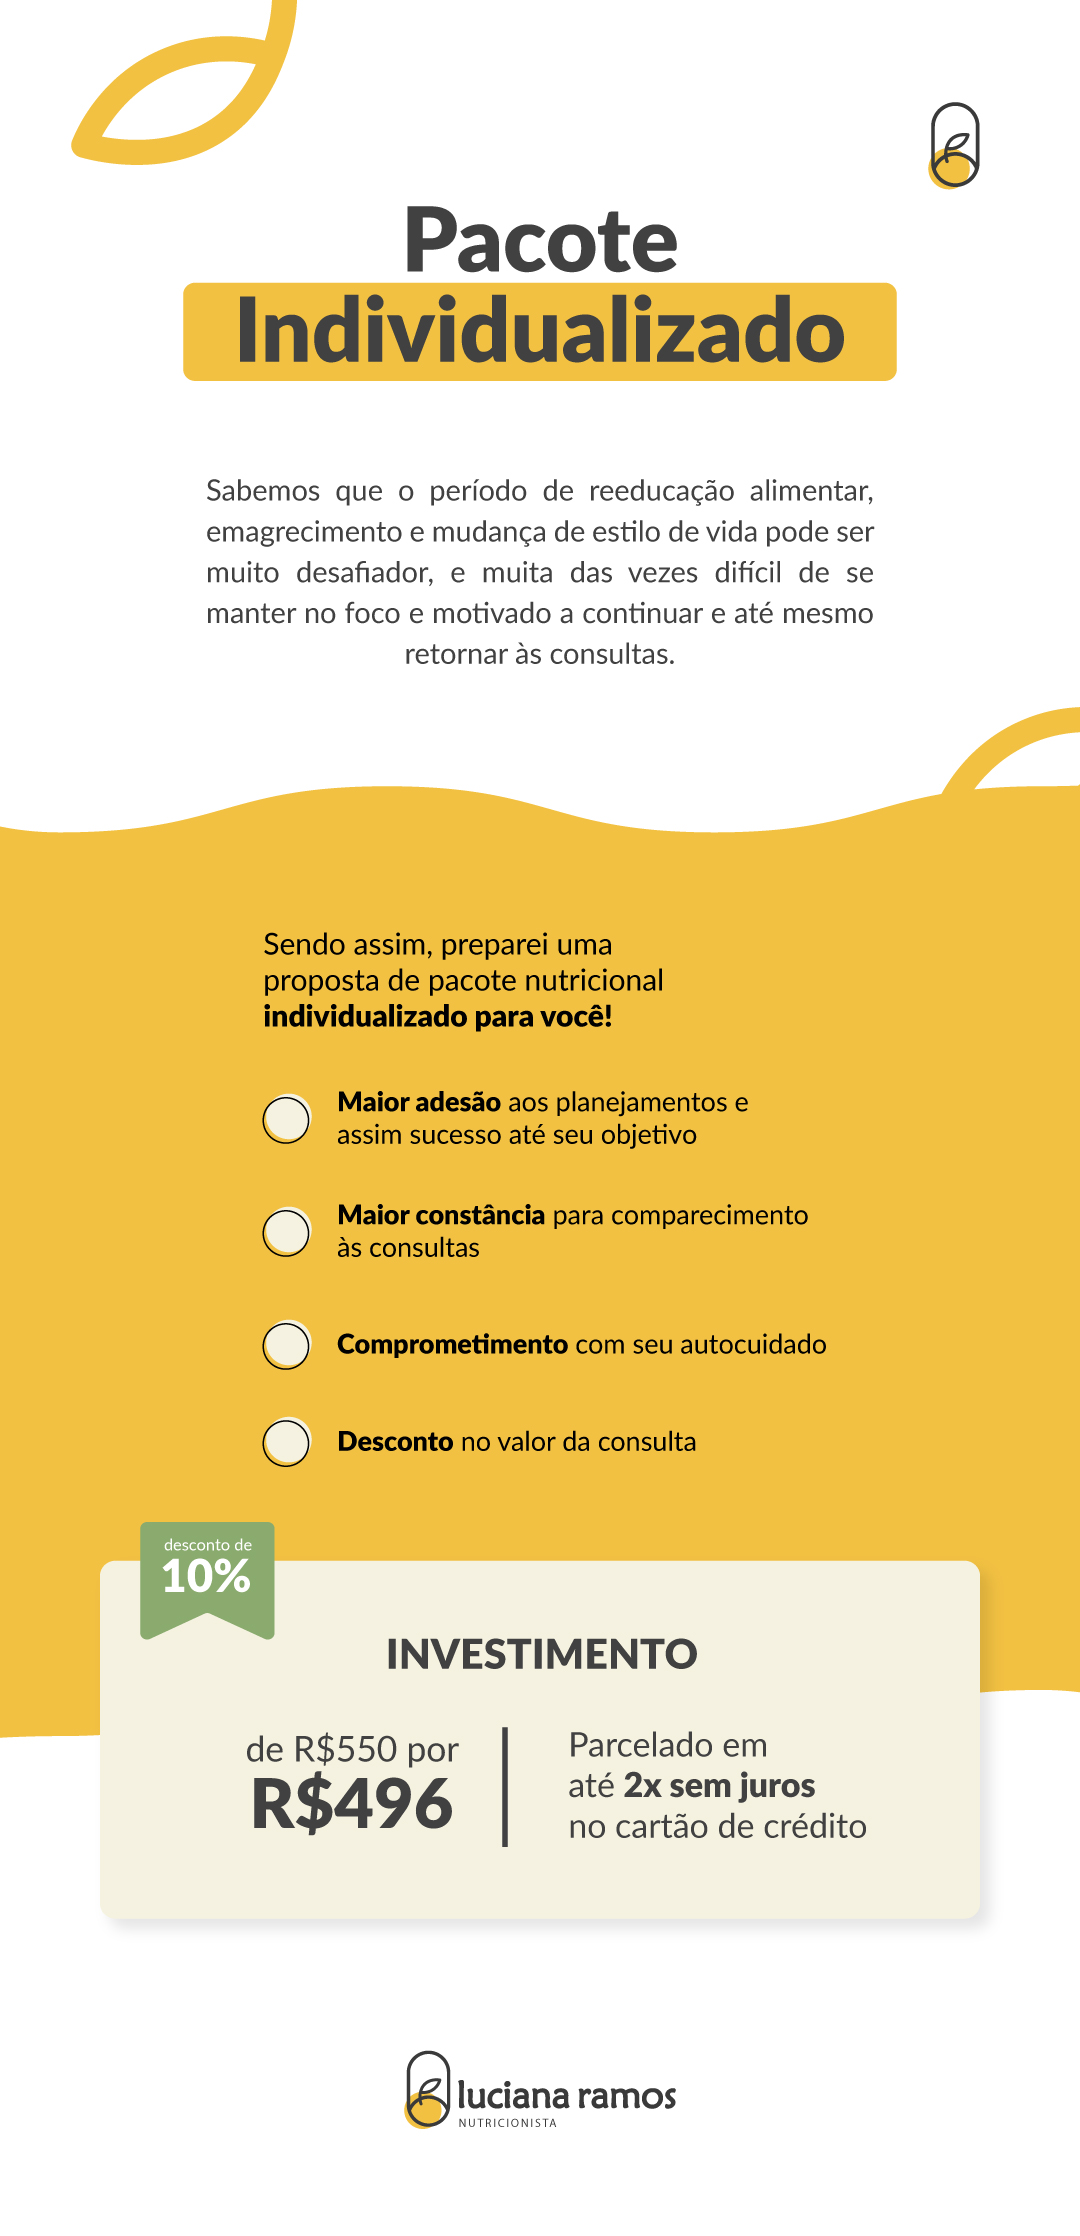 Pacote
Individualizado
Sabemos que o período de reeducação alimentar,
emagrecimento e mudança de estilo de vida pode ser
muito desafiador, e muita das vezes difícil de se
manter no foco e motivado a continuar e até mesmo
retornar às consultas.
Sendo assim, preparei uma
proposta de pacote nutricional
individualizado para você!
Maior adesão aos planejamentos e
assim sucesso até seu objetivo
Maior constância para comparecimento
às consultas
Comprometimento com seu autocuidado
Desconto no valor da consulta
desconto de
10%
INVESTIMENTO
de R$550 por
R$496
Parcelado em
até 2x sem juros
no cartão de crédito
luciana ramos
NUTRICIONISTA